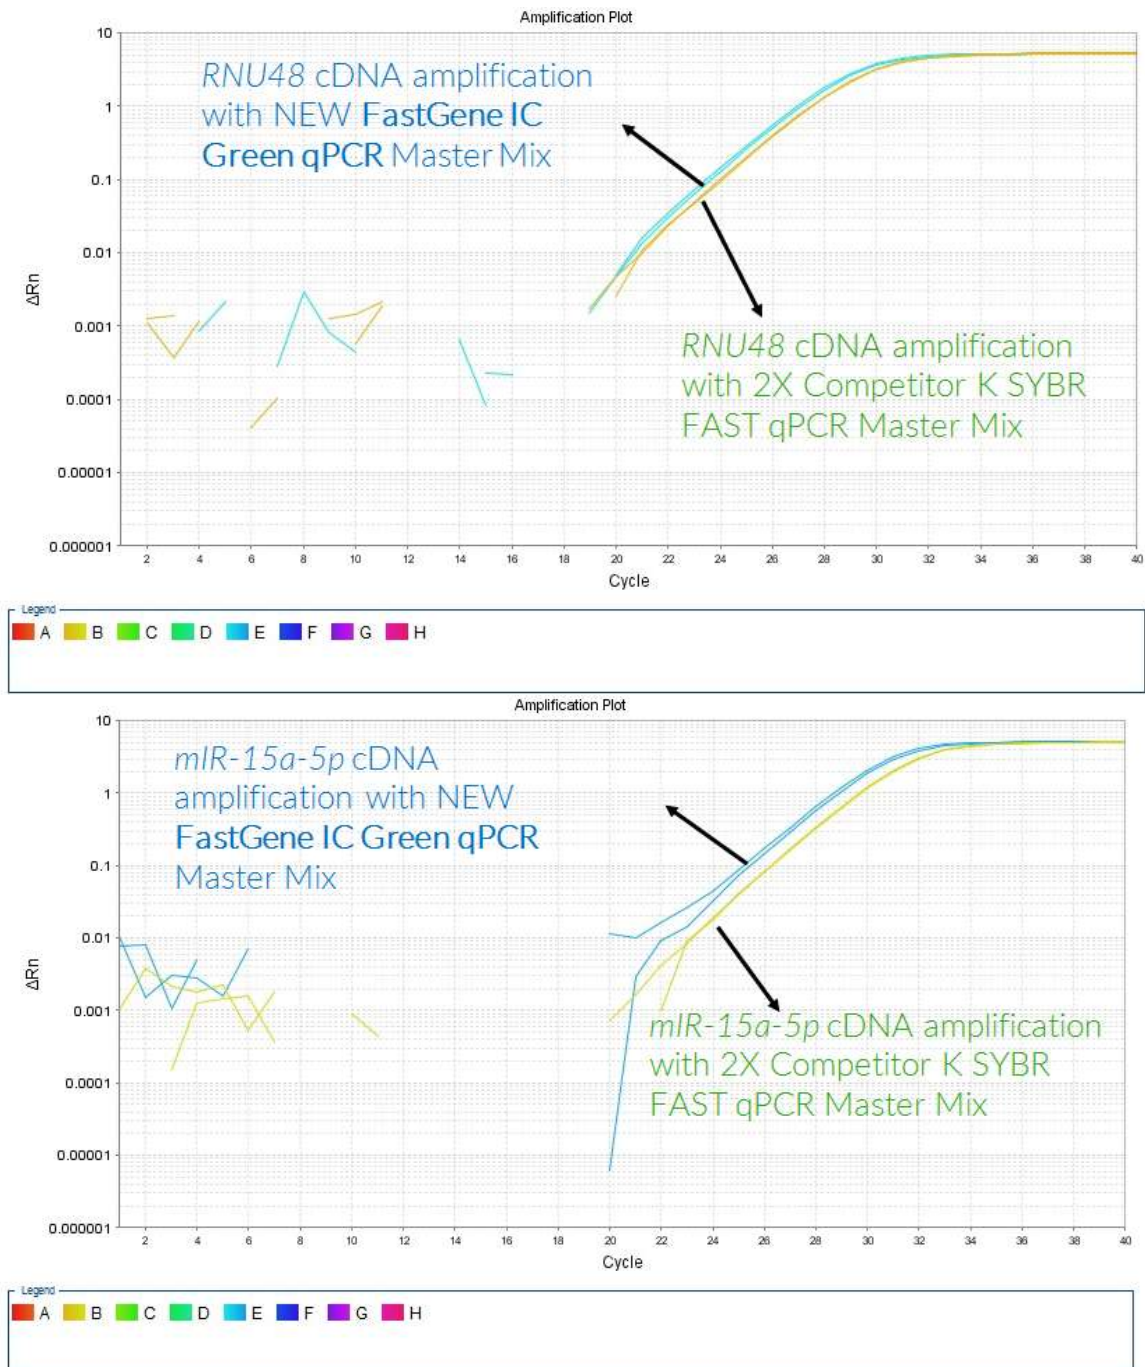 Amplification Plot
10
RNU48 cDNA amplification
with NEW FastGene IC
Green qPCR Master Mix
1
0.1
0.01
ΔRn
0.001
RNU48 cDNA amplification
with 2X Competitor K SYBR
FAST qPCR Master Mix
0.0001
0.00001
0.000001
2 4 6 8 10 12 14 16 18 20 22 24 26 28 30 32 34 36 38 40
Cycle
Legend
A B C D E F G H
Amplification Plot
10
mIR-15a-5p cDNA
amplification with NEW
FastGene IC Green qPCR
Master Mix
1
0.1
0.01
ΔRn
0.001
mIR-15a-5p cDNA amplification
with 2X Competitor K SYBR
FAST qPCR Master Mix
0.0001
0.00001
0.000001
2 4 6 8 10 12 14 16 18 20 22 24 26 28 30 32 34 36 38 40
Cycle
Legend
A B C D E F G H